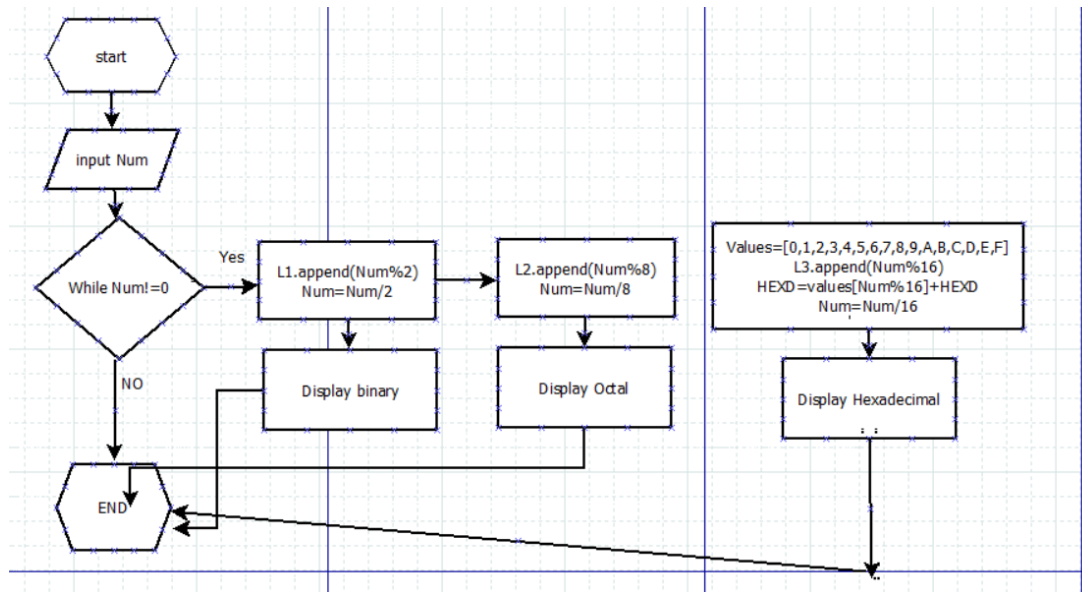 start
input Num
While Num!=0
Yes
NO
L1.append(Num%2)
Num=Num/2
L2.append(Num%8)
Num=Num/8
Values=[0,1,2,3,4,5,6,7,8,9,A,B,C,D,E,F]
L3.append(Num%16)
HEXD=values[Num%16]+HEXD
Num=Num/16
Display binary
Display Octal
Display Hexadecimal
END